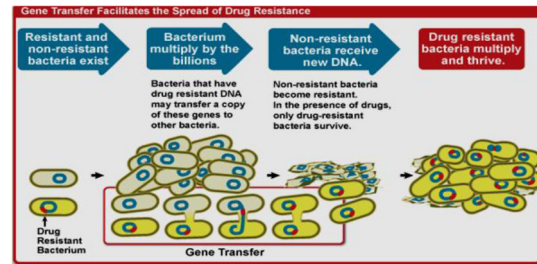 Gene Transfer Facilitates the Spread of Drug Resistance
Resistant and
non-resistant
bacteria exist
Bacterium
multiply by the
billions
Non-resistant
bacteria receive
new DNA.
Drug resistant
bacteria multiply
and thrive.
Bacteria that have
drug resistant DNA
may transfer a copy
of these genes to
other bacteria.
Non-resistant bacteria
become resistant.
In the presence of drugs,
only drug-resistant
bacteria survive.
Drug
Resistant
Bacterium
Gene Transfer